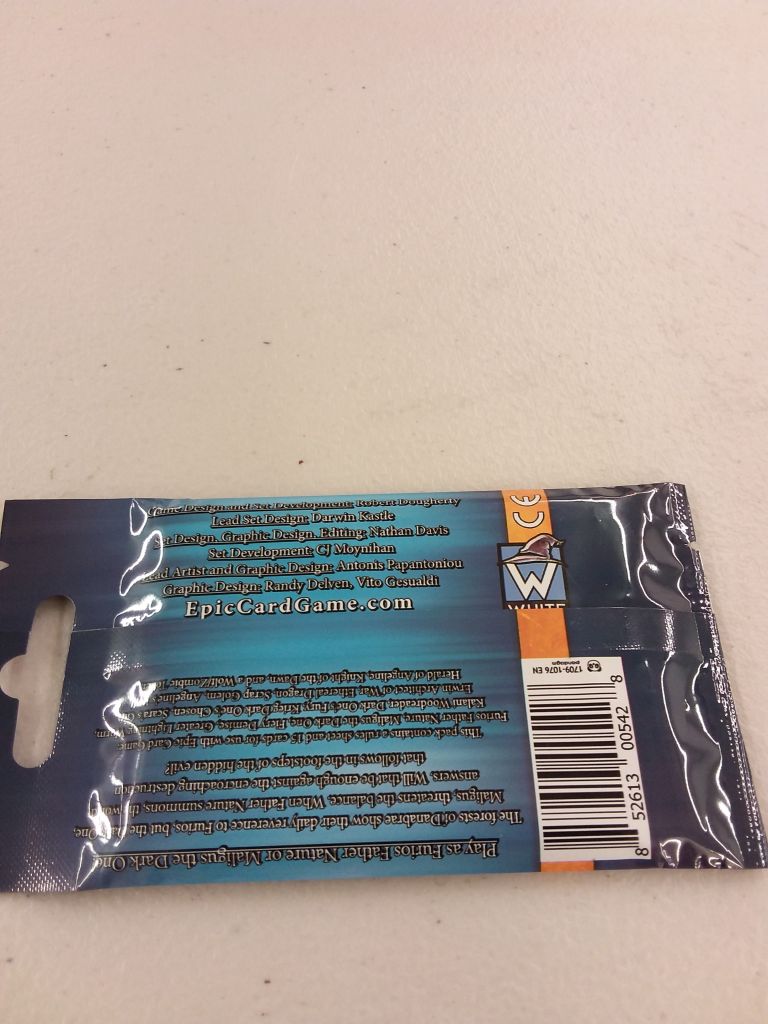 Game Design and Set Development: Robert Dougherty
Lead Set Design: Darwin Kastle
Set Design, Graphic Design, Editing: Nathan Davis
Set Development: CJ Moynihan
Lead Artist and Graphic Design: Antonis Papantoniou
Graphic Design: Randy Delven, Vito Gesualdi
EpicCardGame.com
CE
W
WHITE
Play as Furios Father Nature or Maligus the Dark One
The forests of Danabrae show their daily reverence to Furios, but the Dark One,
Maligus, threatens the balance. When Father Nature summons, the world
answers. Will that be enough against the encroaching destruction
that follows in the footsteps of the hidden evil?
This pack contains a rules sheet and 15 cards for use with Epic Card Game:
Furios Father Nature, Maligus the Dark One, Fiery Demise, Greater Lightning Wurm,
Kalani Woodreader, Dark One's Fury, Krieg, Dark One's Chosen, Scara's
Erwin Architect of War, Ethereal Dragon, Scrap Golem, Angeline's
Herald of Angeline, Knight of the Dawn, and a Wolf/Zombie
1709-1076 EN
pandaqm
8 52613 00542 8